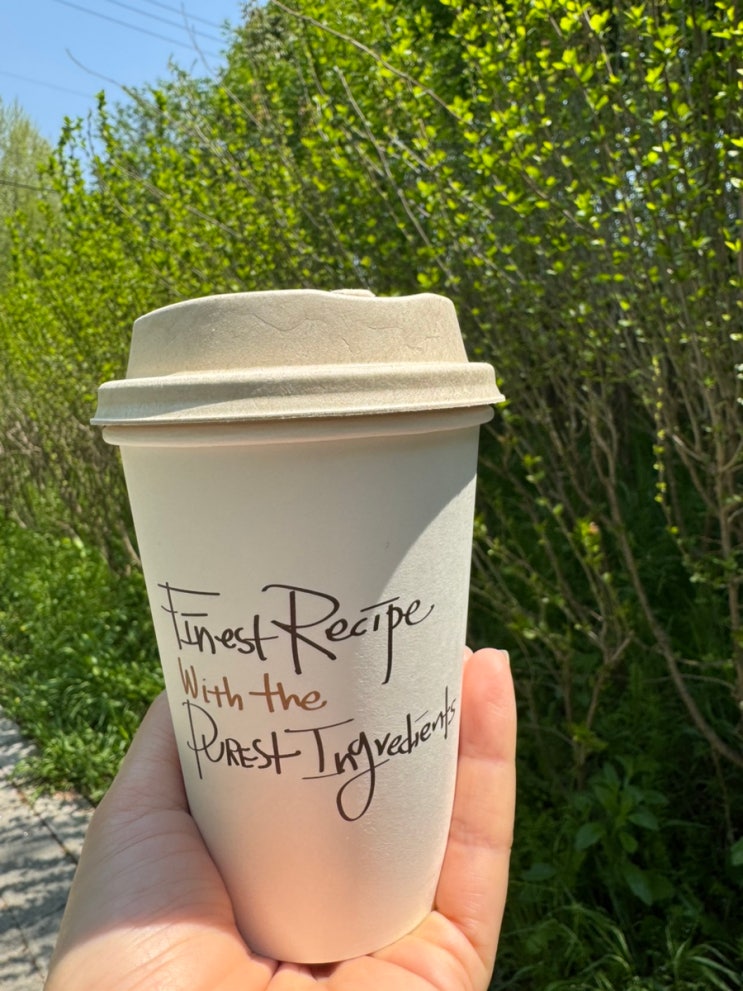 Finest Recipe
With the
Purest Ingredients